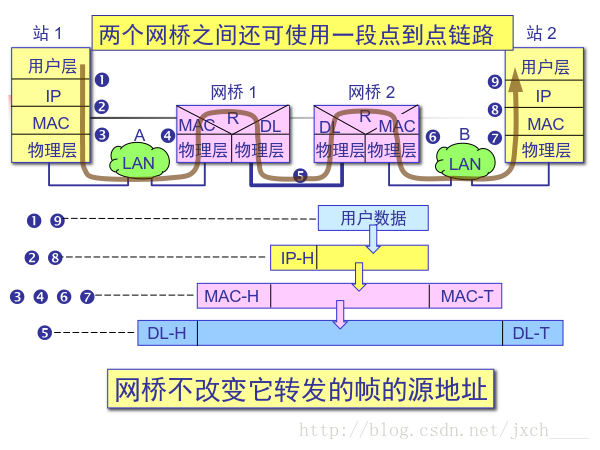 站 1
两个网桥之间还可使用一段点到点链路
站 2
用户层
IP
MAC
物理层
❶
❷
❸
A
LAN
❹
网桥 1
MAC
R
DL
物理层
物理层
❺
网桥 2
DL
R
MAC
物理层
物理层
❻
B
LAN
❾
❽
❼
用户层
IP
MAC
物理层
❶ ❾
用户数据
❷ ❽
IP-H
❸ ❹ ❻ ❼
MAC-H
MAC-T
❺
DL-H
DL-T
网桥不改变它转发的帧的源地址
http://blog.csdn.net/jxch____